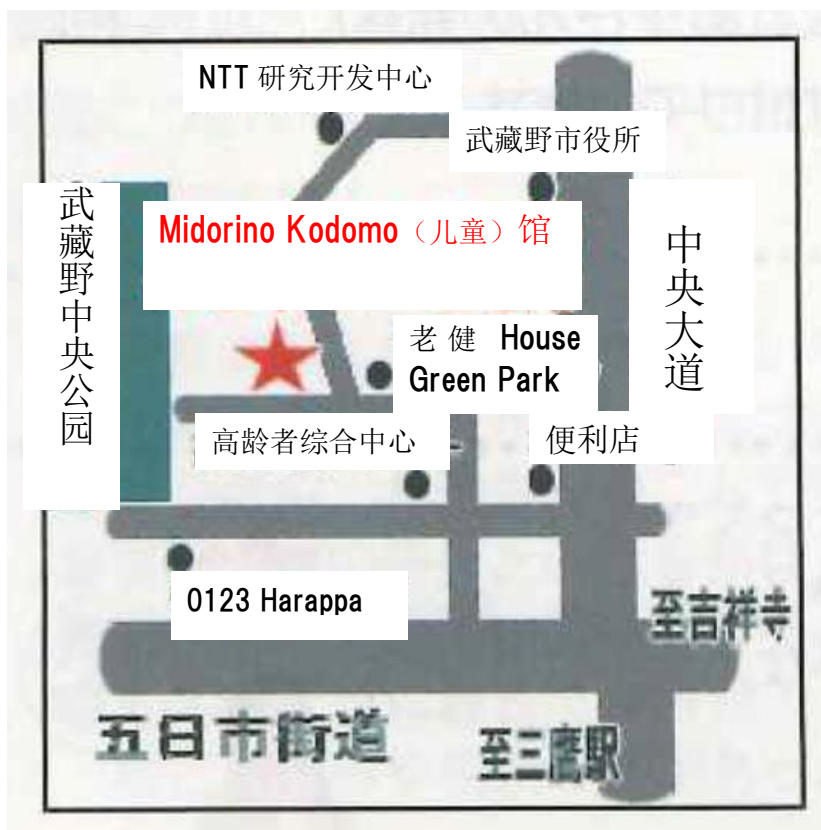 NTT 研究开发中心
武藏野市役所
武藏野中央公园
Midorino Kodomo（儿童）馆
中央大道
老 健 House
Green Park
高龄者综合中心
便利店
0123 Harappa
至吉祥寺
五日市街道
至三鷹駅